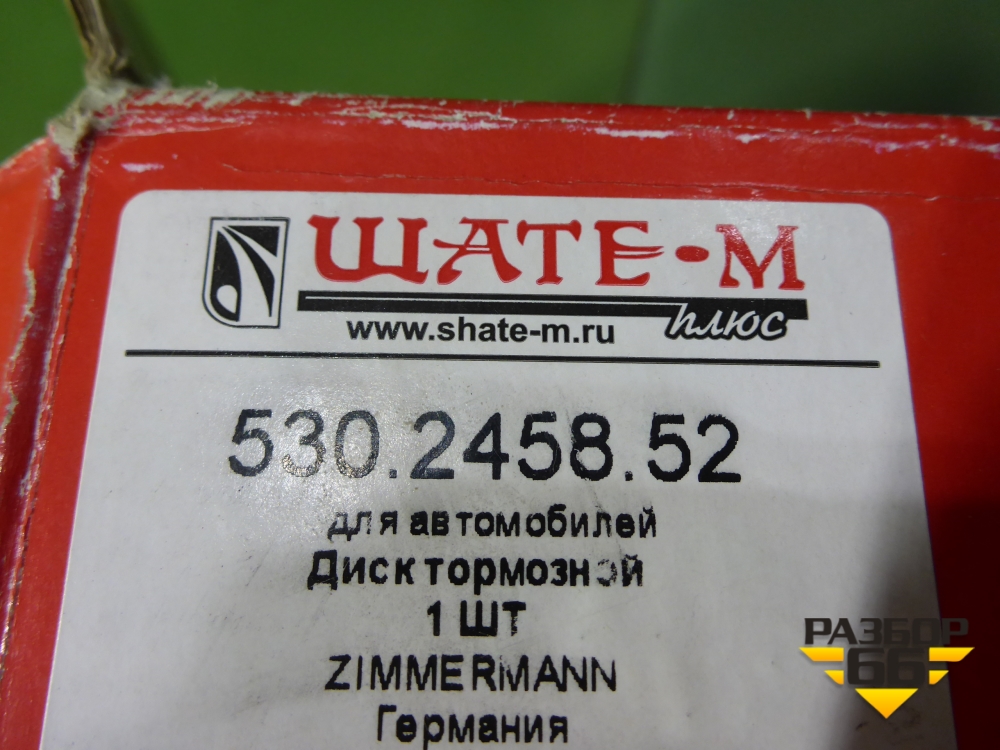 ШАТЕ-М
плюс
www.shate-m.ru
530.2458.52
для автомобилей
Диск тормозной
1 ШТ
ZIMMERMANN
Германия
РАЗБОР
66